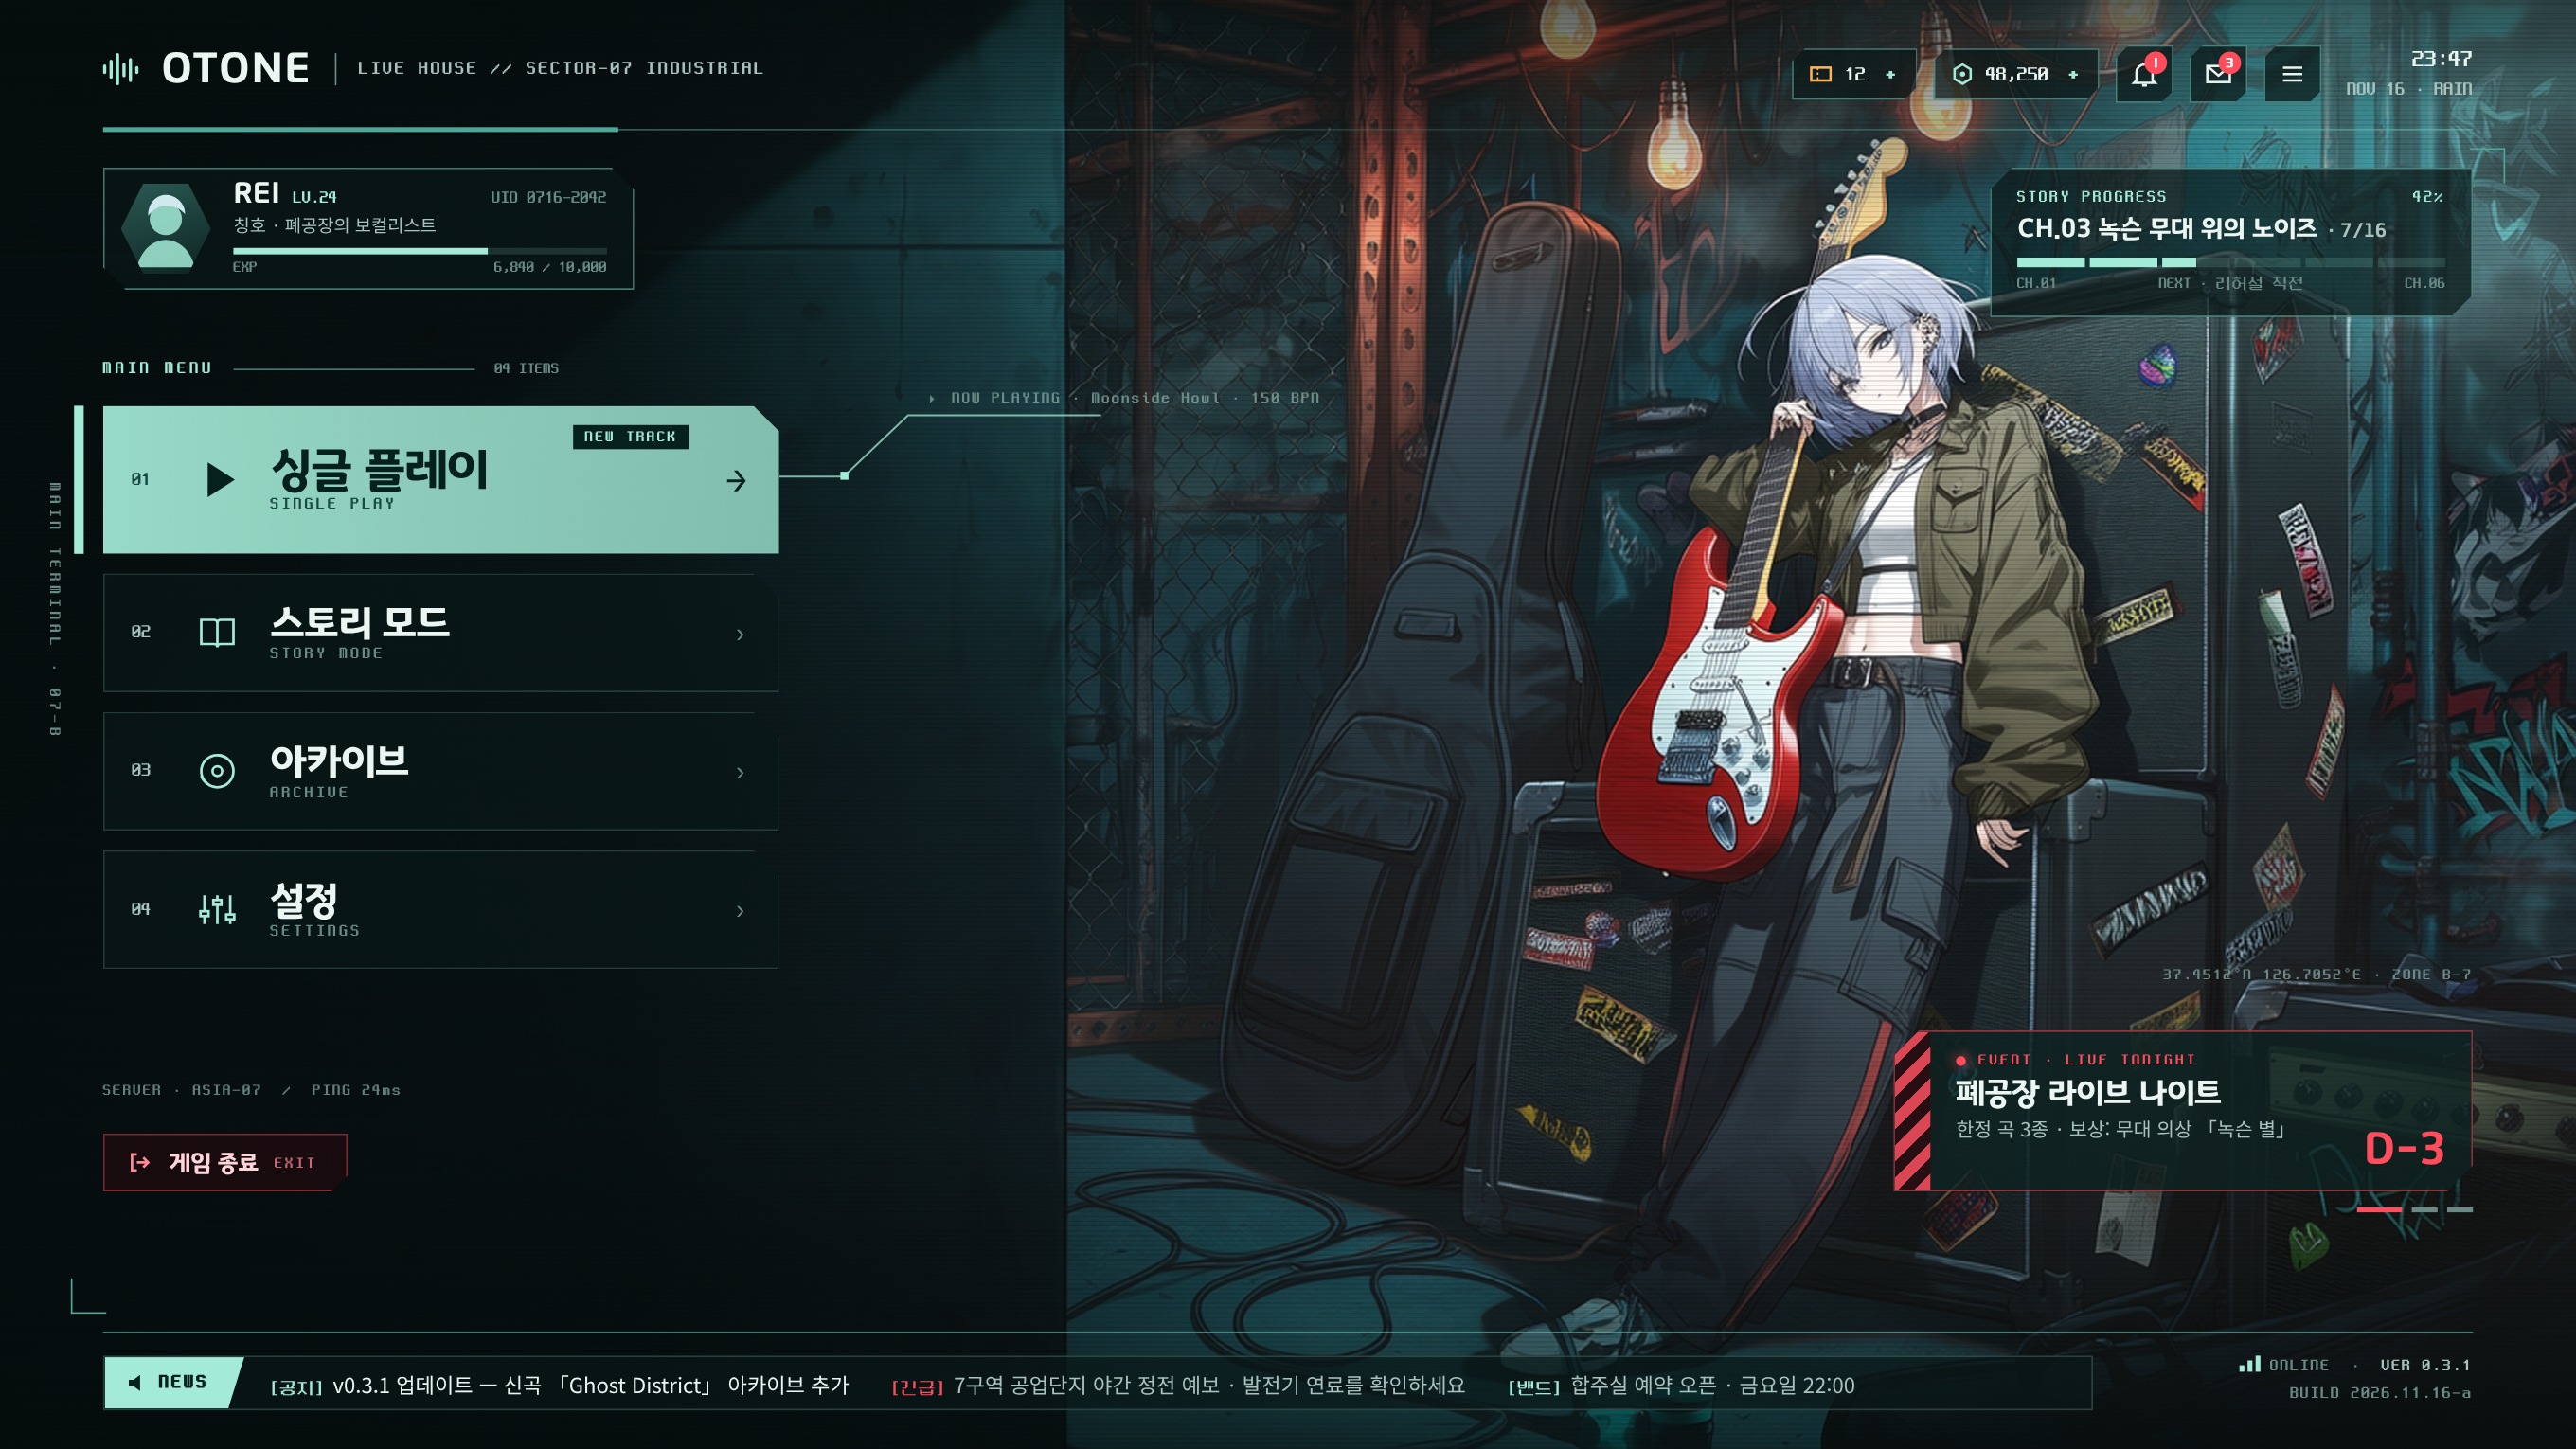 OTONE
LIVE HOUSE // SECTOR-07 INDUSTRIAL
12 +
48,250 +
!
3
23:47
NOV 16 · RAIN
REI LV.24
UID 0716-2042
칭호 · 폐공장의 보컬리스트
EXP
6,840 / 10,000
STORY PROGRESS
42%
CH.03 녹슨 무대 위의 노이즈 · 7/16
CH.01
NEXT · 리허설 직전
CH.06
MAIN MENU
04 ITEMS
NOW PLAYING · Moonside Howl · 150 BPM
MAIN TERMINAL · 07-B
01
싱글 플레이
SINGLE PLAY
NEW TRACK
02
스토리 모드
STORY MODE
03
아카이브
ARCHIVE
04
설정
SETTINGS
37.4512°N 126.7052°E · ZONE B-7
EVENT · LIVE TONIGHT
폐공장 라이브 나이트
한정 곡 3종 · 보상: 무대 의상 「녹슨 별」
D-3
SERVER · ASIA-07 / PING 24ms
게임 종료 EXIT
NEWS
[공지] v0.3.1 업데이트 — 신곡 「Ghost District」 아카이브 추가
[긴급] 7구역 공업단지 야간 정전 예보 · 발전기 연료를 확인하세요
[밴드] 합주실 예약 오픈 · 금요일 22:00
ONLINE · VER 0.3.1
BUILD 2026.11.16-a